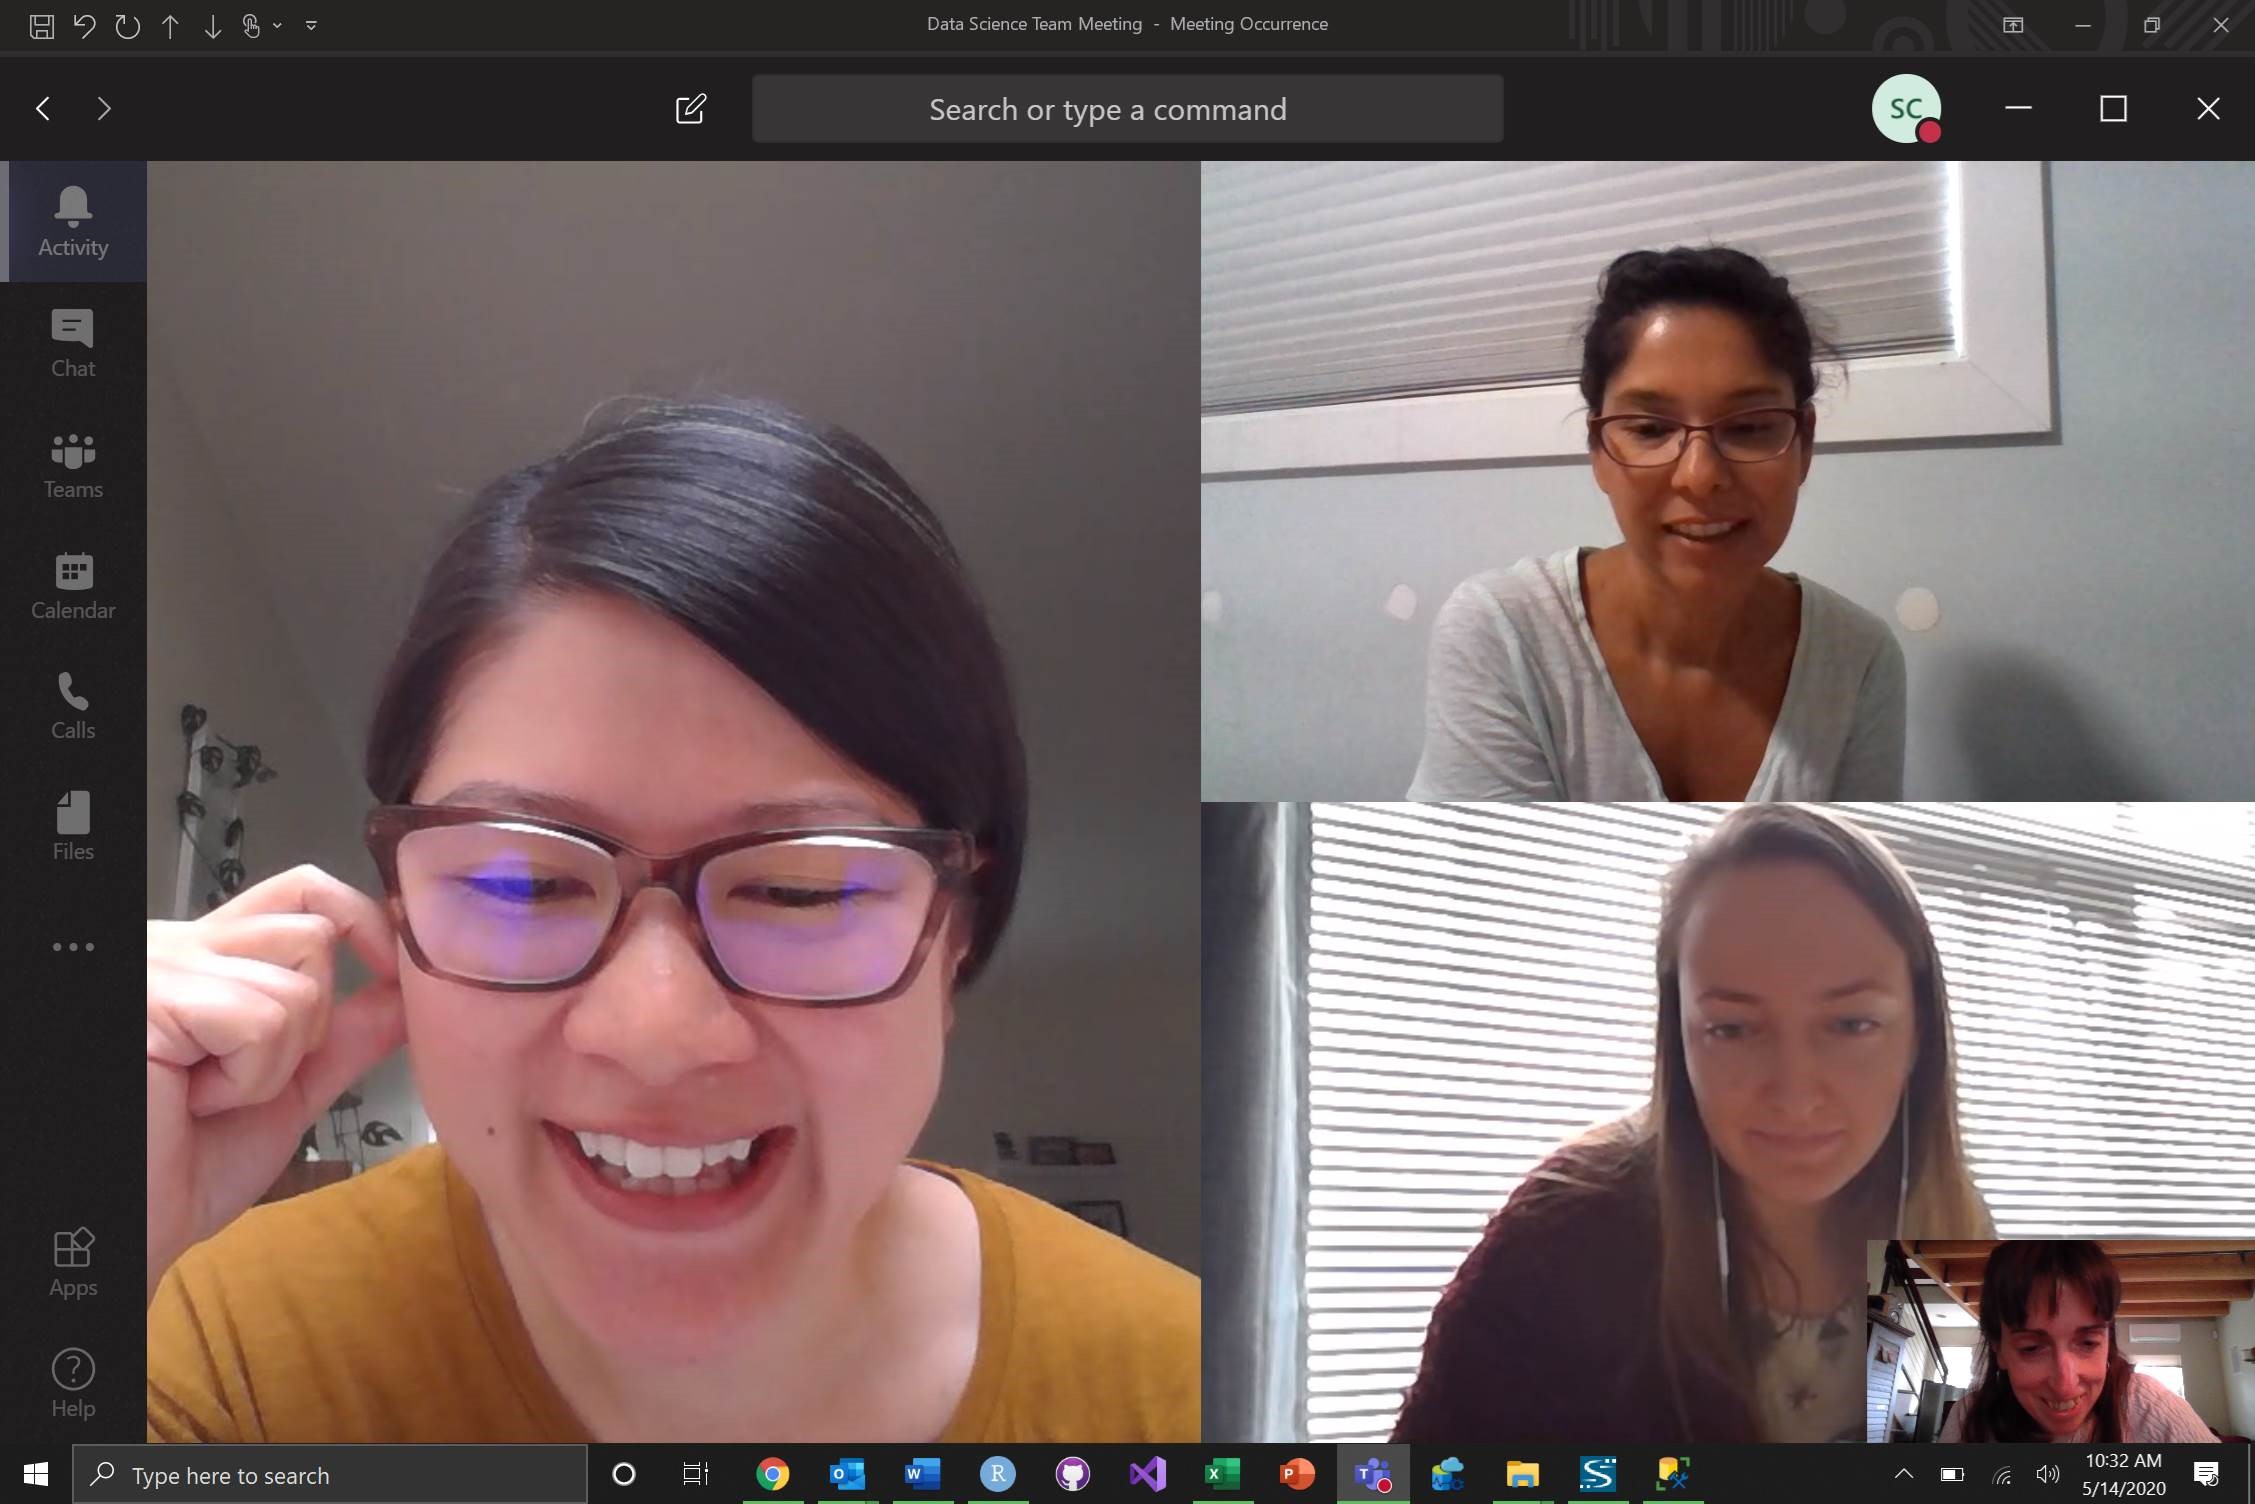 Data Science Team Meeting - Meeting Occurrence
Search or type a command
SC
Activity
Chat
Teams
Calendar
Calls
Files
Apps
Help
Type here to search
O
W
R
X
P
T
S
10:32 AM
5/14/2020